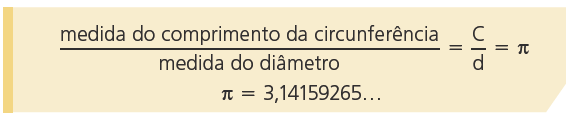 medida do comprimento da circunferência
medida do diâmetro
= C/d = π
π = 3,14159265...